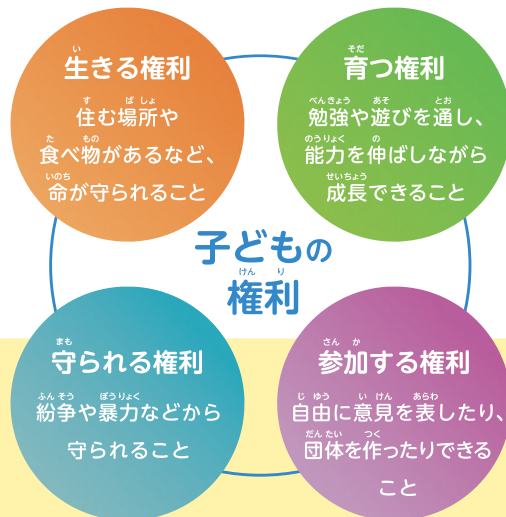 生きる権利
住む場所や
食べ物があるなど、
命が守られること
育つ権利
勉強や遊びを通し、
能力を伸ばしながら
成長できること
子どもの
権利
守られる権利
紛争や暴力などから
守られること
参加する権利
自由に意見を表したり、
団体を作ったりできる
こと